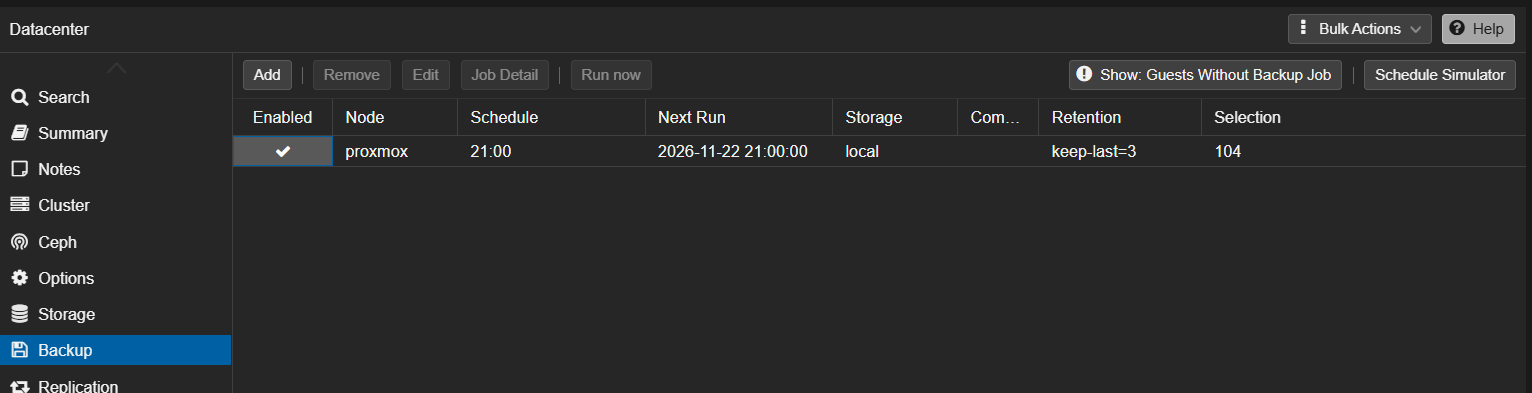 Datacenter
Bulk Actions
Help
Search
Summary
Notes
Cluster
Ceph
Options
Storage
Backup
Replication
Add
Remove
Edit
Job Detail
Run now
Show: Guests Without Backup Job
Schedule Simulator
Enabled Node Schedule Next Run Storage Com... Retention Selection
proxmox 21:00 2026-11-22 21:00:00 local keep-last=3 104